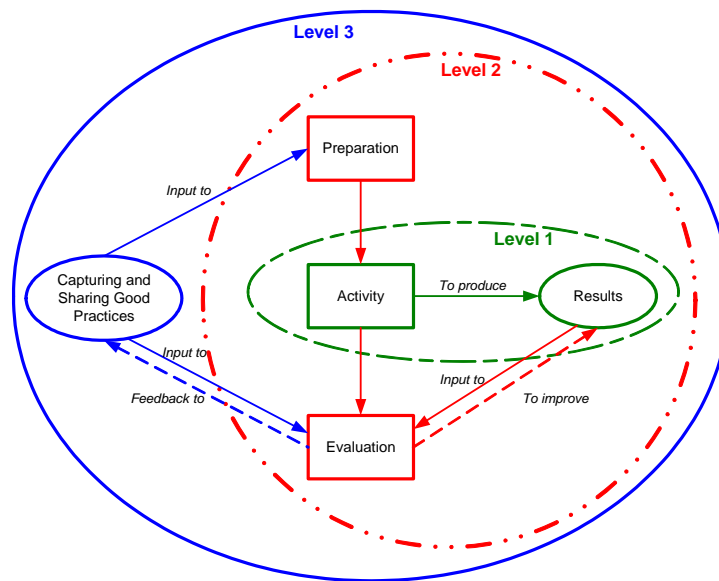 Level 3
Level 2
Preparation
Input to
Level 1
Capturing and
Sharing Good
Practices
Activity
To produce
Results
Input to
Input to
Feedback to
To improve
Evaluation